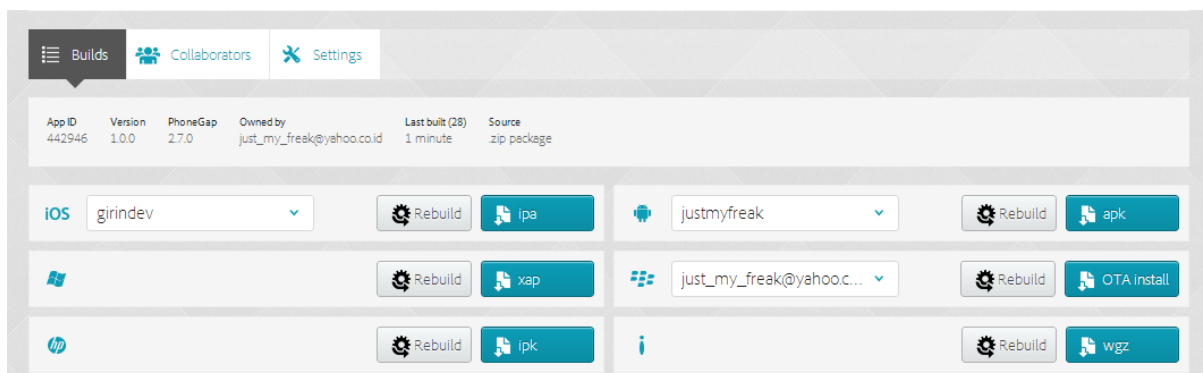 Builds Collaborators Settings
App ID Version PhoneGap Owned by Last built (28) Source
442946 1.0.0 2.7.0 just_my_freak@yahoo.co.id 1 minute .zip package
iOS girindev Rebuild ipa justmyfreak Rebuild apk
Rebuild xap just_my_freak@yahoo.c... Rebuild OTA install
hp Rebuild ipk Rebuild wgz